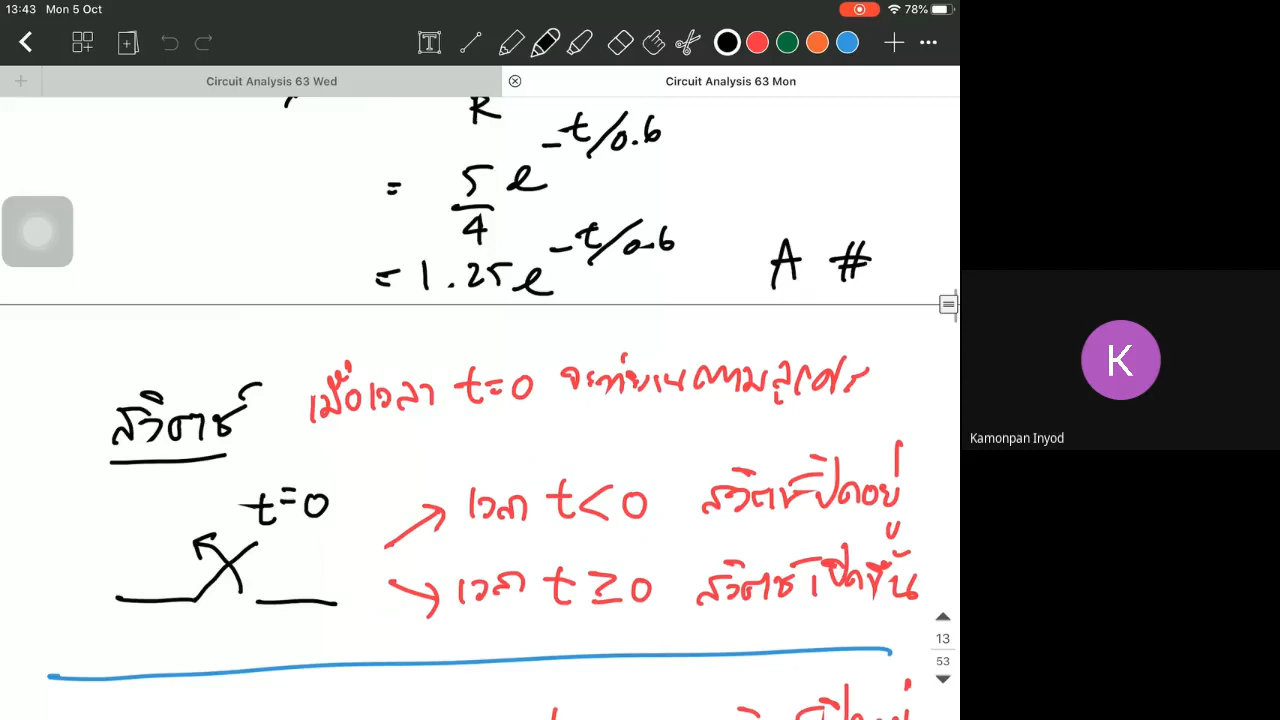 13:43 Mon 5 Oct
78%
Circuit Analysis 63 Wed
Circuit Analysis 63 Mon
R
= 5/4 e^-t/0.6
= 1.25 e^-t/0.6 A #
สวิตช์ เมื่อเวลา t=0 จะทำงานตามลูกศร
t=0
เวลา t<0 สวิตช์ปิดอยู่
เวลา t≥0 สวิตช์เปิดขึ้น
13
53
K
Kamonpan Inyod